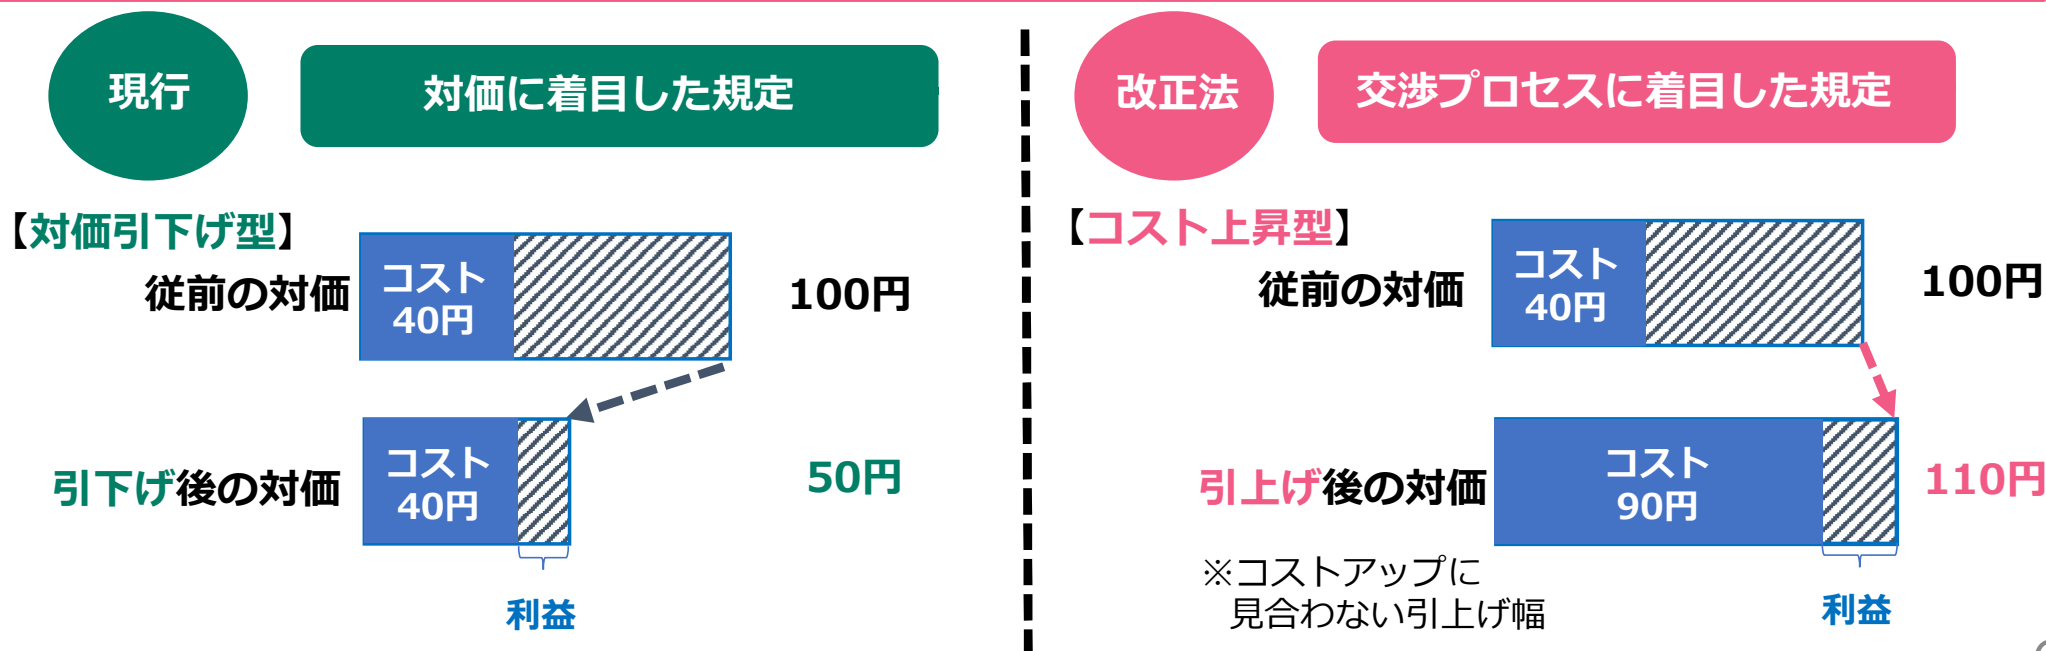 現行
対価に着目した規定
【対価引下げ型】
従前の対価
コスト
40円
100円
引下げ後の対価
コスト
40円
50円
利益
改正法
交渉プロセスに着目した規定
【コスト上昇型】
従前の対価
コスト
40円
100円
引上げ後の対価
コスト
90円
110円
※コストアップに
見合わない引上げ幅
利益